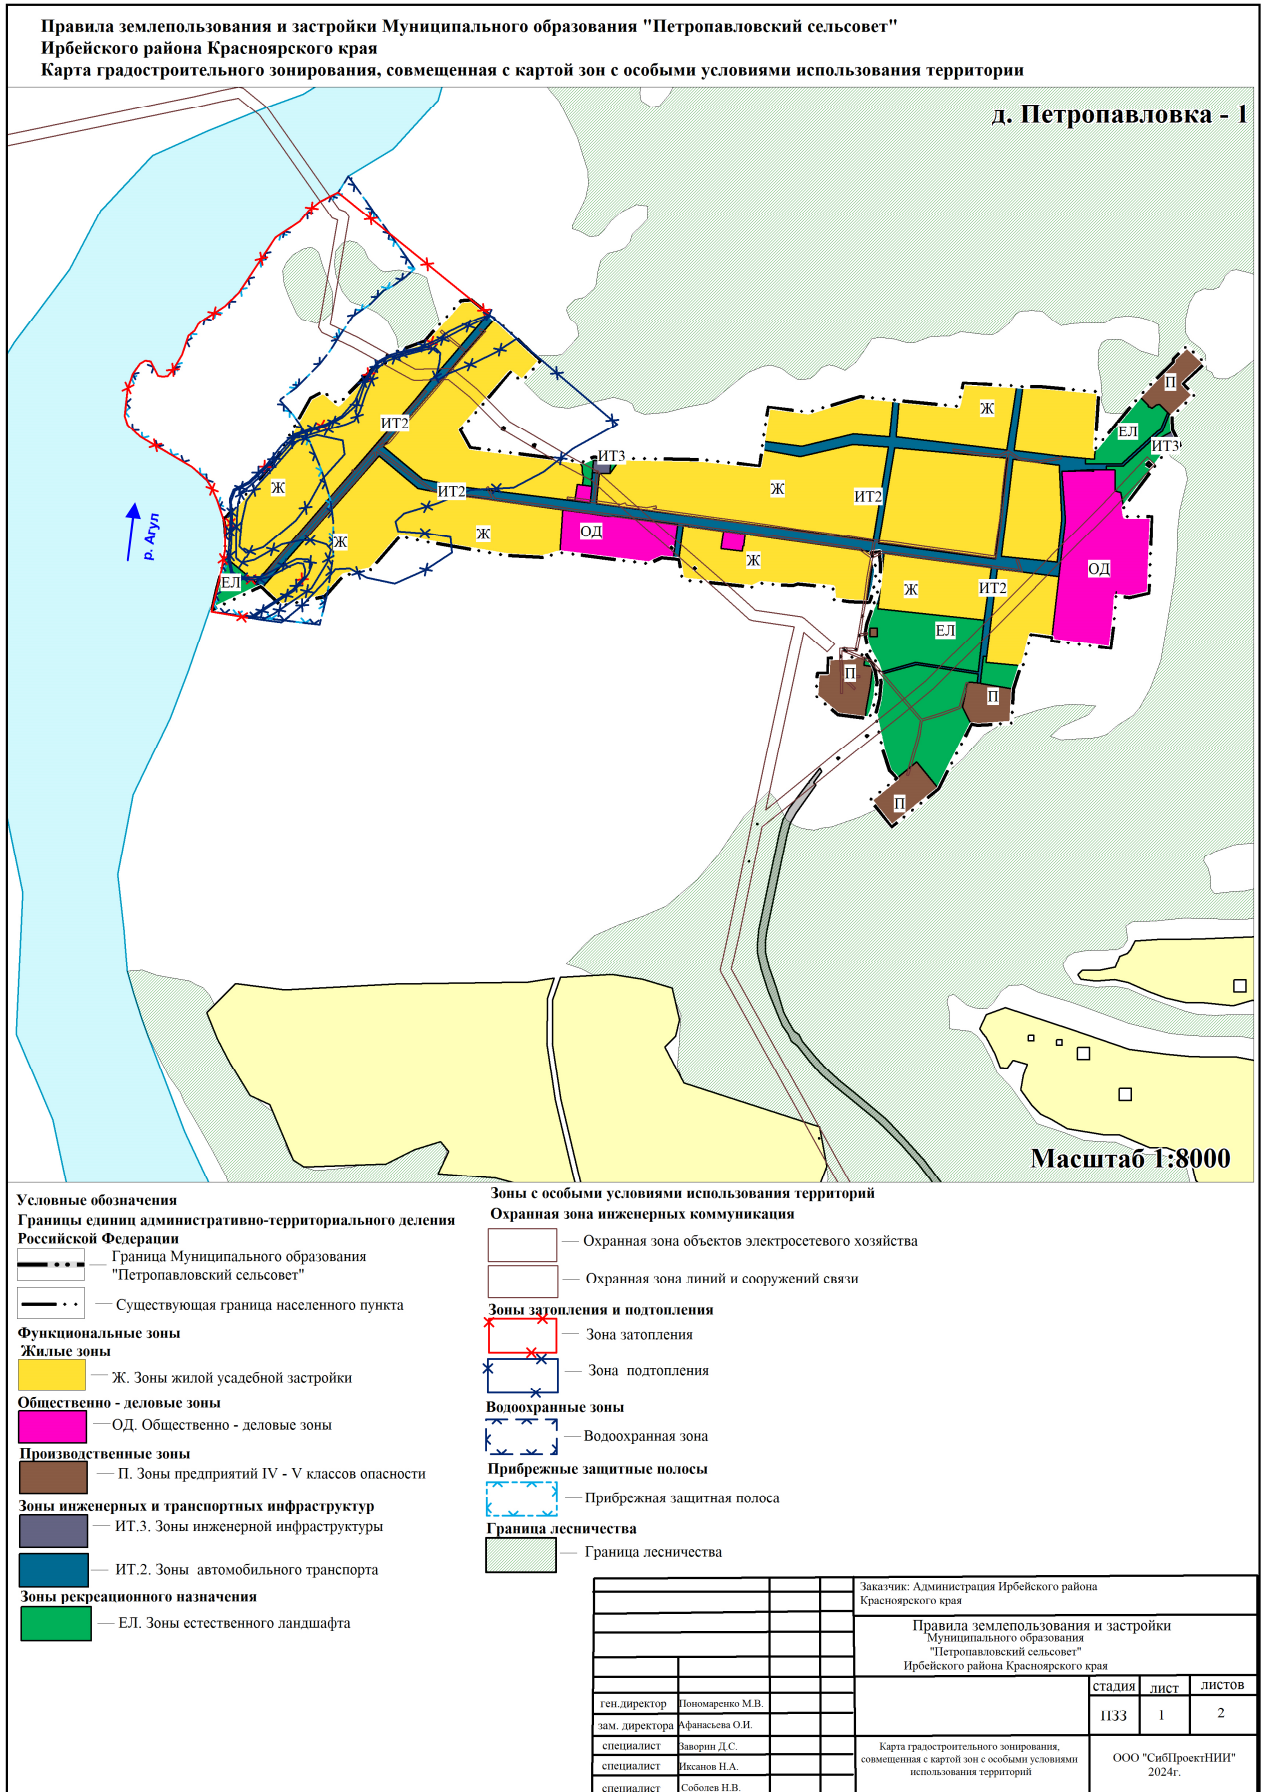 Правила землепользования и застройки Муниципального образования "Петропавловский сельсовет"
Ирбейского района Красноярского края
Карта градостроительного зонирования, совмещенная с картой зон с особыми условиями использования территории
д. Петропавловка - 1
П
Ж
ИТ2
ЕЛ
ИТ3
ИТ3
Ж
ИТ2
Ж
ИТ2
р. Агул
Ж
Ж
ОД
Ж
ОД
ЕЛ
Ж
ИТ2
ЕЛ
П
П
П
Масштаб 1:8000
Условные обозначения
Границы единиц административно-территориального деления
Российской Федерации
Граница Муниципального образования
"Петропавловский сельсовет"
Существующая граница населенного пункта
Функциональные зоны
Жилые зоны
Ж. Зоны жилой усадебной застройки
Общественно - деловые зоны
ОД. Общественно - деловые зоны
Производственные зоны
П. Зоны предприятий IV - V классов опасности
Зоны инженерных и транспортных инфраструктур
ИТ.3. Зоны инженерной инфраструктуры
ИТ.2. Зоны автомобильного транспорта
Зоны рекреационного назначения
ЕЛ. Зоны естественного ландшафта
Зоны с особыми условиями использования территорий
Охранная зона инженерных коммуникация
Охранная зона объектов электросетевого хозяйства
Охранная зона линий и сооружений связи
Зоны затопления и подтопления
Зона затопления
Зона подтопления
Водоохранные зоны
Водоохранная зона
Прибрежные защитные полосы
Прибрежная защитная полоса
Граница лесничества
Граница лесничества
Заказчик: Администрация Ирбейского района
Красноярского края
Правила землепользования и застройки
Муниципального образования
"Петропавловский сельсовет"
Ирбейского района Красноярского края
стадия лист листов
ПЗЗ 1 2
ген.директор Пономаренко М.В.
зам. директора Афанасьева О.И.
специалист Заворин Д.С.
специалист Иксанов Н.А.
специалист Соболев Н.В.
Карта градостроительного зонирования,
совмещенная с картой зон с особыми условиями
использования территорий
ООО "СибПроектНИИ"
2024г.